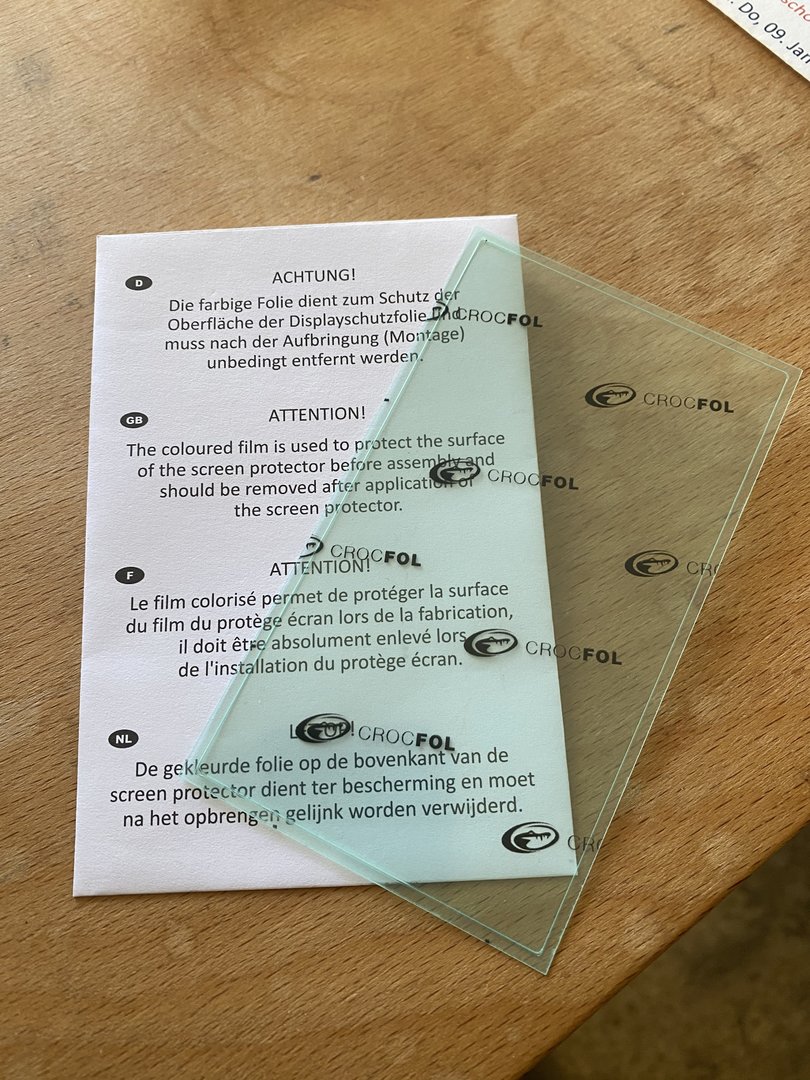 scho
. Do, 09. Jan
D
ACHTUNG!
Die farbige Folie dient zum Schutz der
Oberfläche der Displayschutzfolie und
muss nach der Aufbringung (Montage)
unbedingt entfernt werden.
GB
ATTENTION!
The coloured film is used to protect the surface
of the screen protector before assembly and
should be removed after application of
the screen protector.
F
ATTENTION!
Le film colorisé permet de protéger la surface
du film du protège écran lors de la fabrication,
il doit être absolument enlevé lors
de l'installation du protège écran.
NL
De gekleurde folie op de bovenkant van de
screen protector dient ter bescherming en moet
na het opbrengen gelijnk worden verwijderd.
CROCFOL
CROCFOL
CROCFOL
CROCFOL
CRO
CROCFOL
CROCFOL
CR